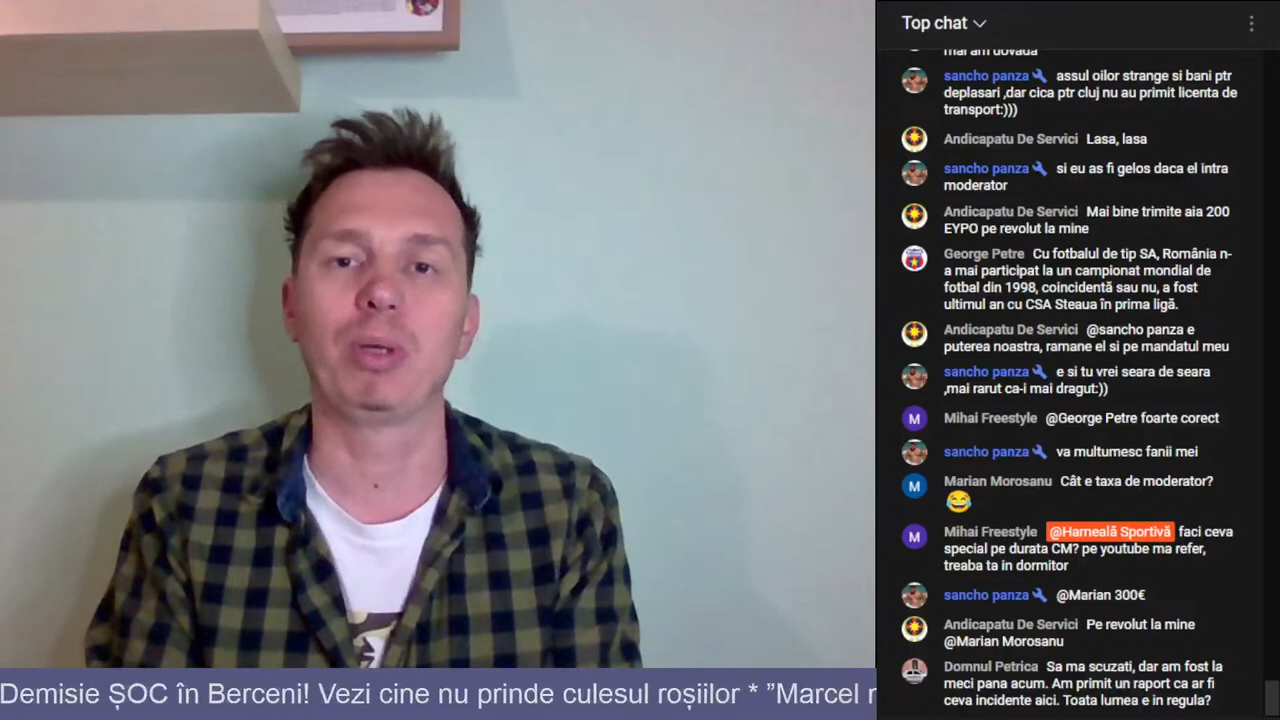 Top chat
mai am dovada
sancho panza assul oilor strange si bani ptr
deplasari ,dar cica ptr cluj nu au primit licenta de
transport:)))
Andicapatu De Servici Lasa, lasa
sancho panza si eu as fi gelos daca el intra
moderator
Andicapatu De Servici Mai bine trimite aia 200
EYPO pe revolut la mine
George Petre Cu fotbalul de tip SA, România n-
a mai participat la un campionat mondial de
fotbal din 1998, coincidentă sau nu, a fost
ultimul an cu CSA Steaua în prima ligă.
Andicapatu De Servici @sancho panza e
puterea noastra, ramane el si pe mandatul meu
sancho panza e si tu vrei seara de seara
,mai rarut ca-i mai dragut:))
M Mihai Freestyle @George Petre foarte corect
sancho panza va multumesc fanii mei
M Marian Morosanu Cât e taxa de moderator?
😂
M Mihai Freestyle @Harneală Sportivă faci ceva
special pe durata CM? pe youtube ma refer,
treaba ta in dormitor
sancho panza @Marian 300€
Andicapatu De Servici Pe revolut la mine
@Marian Morosanu
Domnul Petrica Sa ma scuzati, dar am fost la
meci pana acum. Am primit un raport ca ar fi
ceva incidente aici. Toata lumea e in regula?
Demisie ȘOC în Berceni! Vezi cine nu prinde culesul roșiilor * ”Marcel